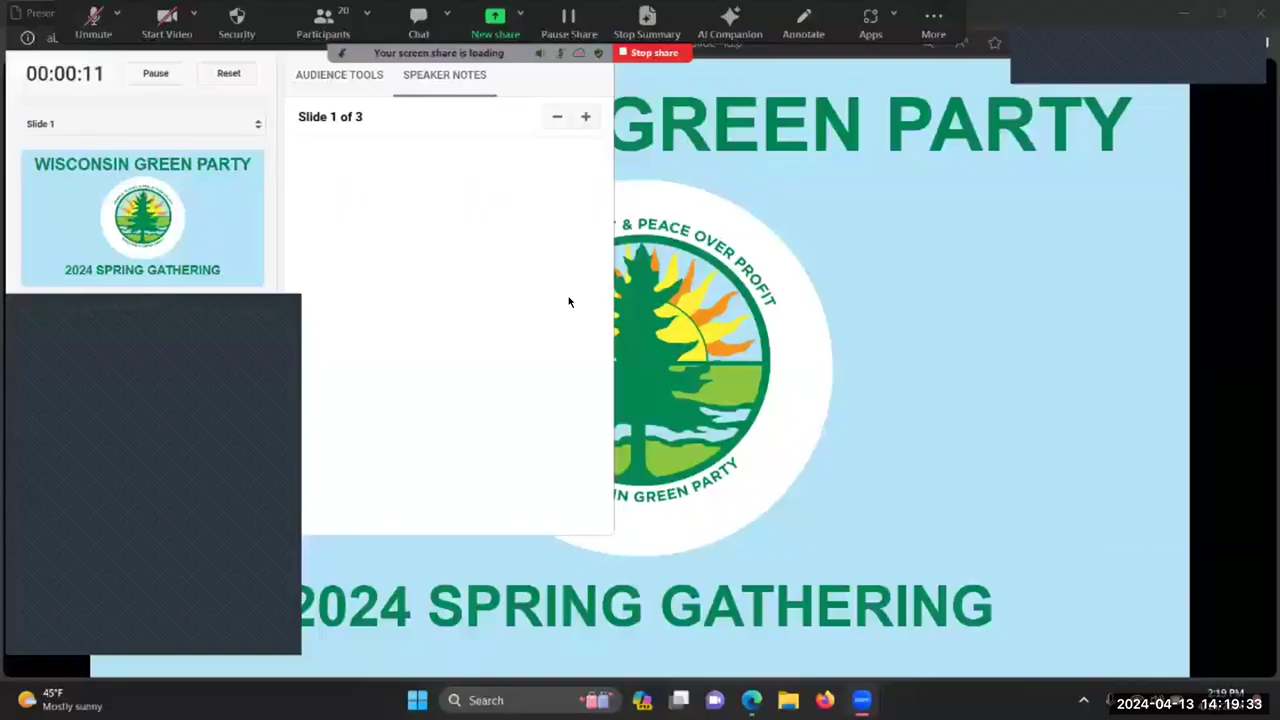 Unmute
Start Video
Security
Participants
20
Chat
New share
Pause Share
Stop Summary
AI Companion
Annotate
Apps
More
Your screen share is loading
Stop share
00:00:11
Pause
Reset
AUDIENCE TOOLS
SPEAKER NOTES
Slide 1
Slide 1 of 3
WISCONSIN GREEN PARTY
2024 SPRING GATHERING
GREEN PARTY
& PEACE OVER PROFIT
IN GREEN PARTY
2024 SPRING GATHERING
45°F
Mostly sunny
Search
2:19 PM
2024-04-13 14:19:33